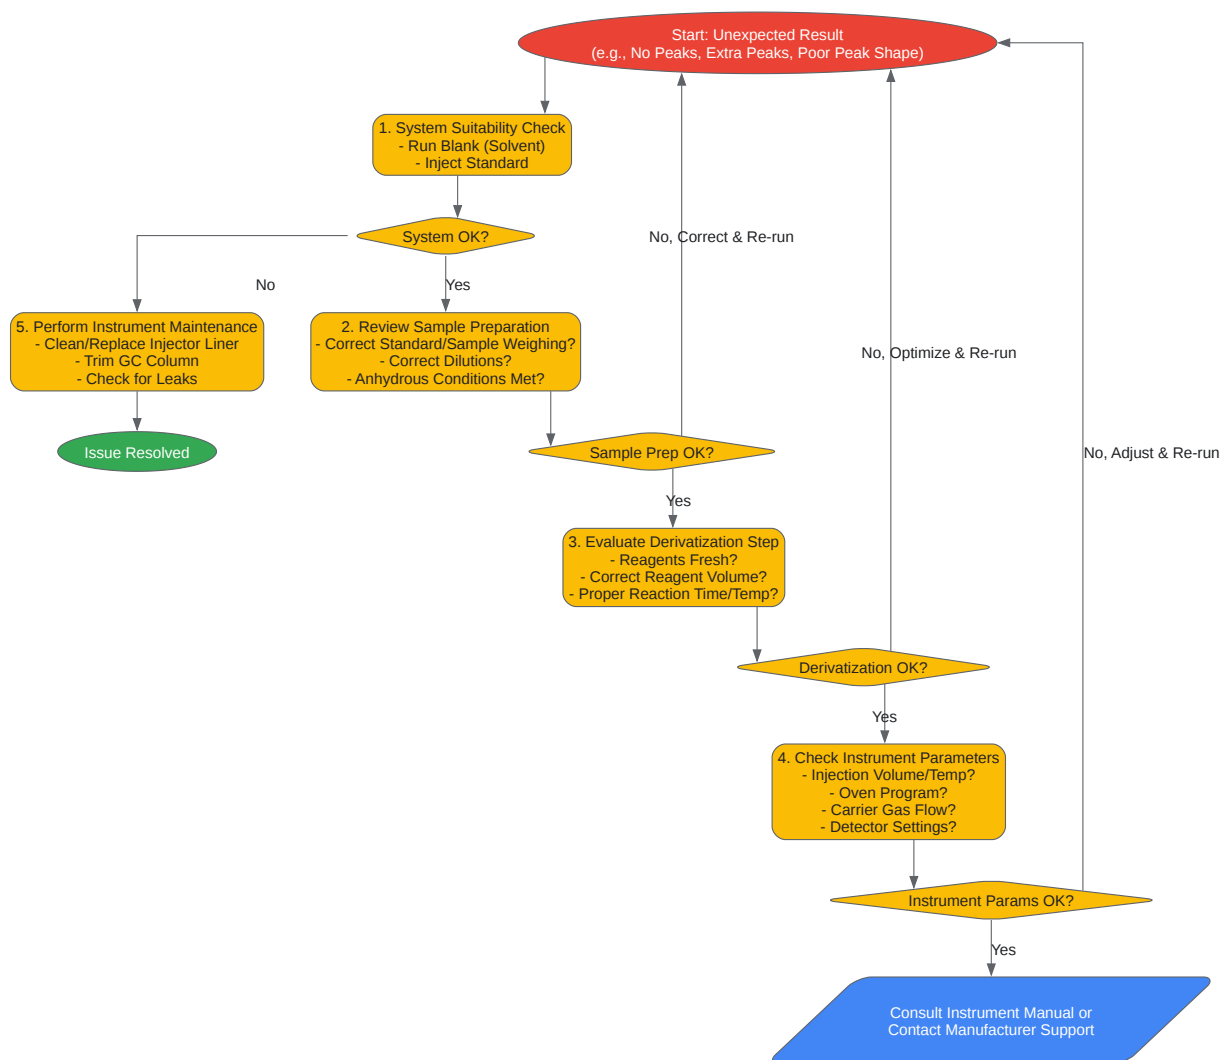 Start: Unexpected Result
(e.g., No Peaks, Extra Peaks, Poor Peak Shape)
1. System Suitability Check
- Run Blank (Solvent)
- Inject Standard
System OK?
No, Correct & Re-run
No
Yes
5. Perform Instrument Maintenance
- Clean/Replace Injector Liner
- Trim GC Column
- Check for Leaks
2. Review Sample Preparation
- Correct Standard/Sample Weighing?
- Correct Dilutions?
- Anhydrous Conditions Met?
No, Optimize & Re-run
Issue Resolved
Sample Prep OK?
No, Adjust & Re-run
Yes
3. Evaluate Derivatization Step
- Reagents Fresh?
- Correct Reagent Volume?
- Proper Reaction Time/Temp?
Derivatization OK?
Yes
4. Check Instrument Parameters
- Injection Volume/Temp?
- Oven Program?
- Carrier Gas Flow?
- Detector Settings?
Instrument Params OK?
Yes
Consult Instrument Manual or
Contact Manufacturer Support